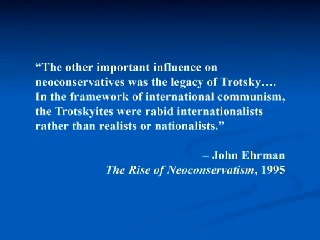 “The other important influence on
neoconservatives was the legacy of Trotsky….
In the framework of international communism,
the Trotskyites were rabid internationalists
rather than realists or nationalists.”
– John Ehrman
The Rise of Neoconservatism, 1995